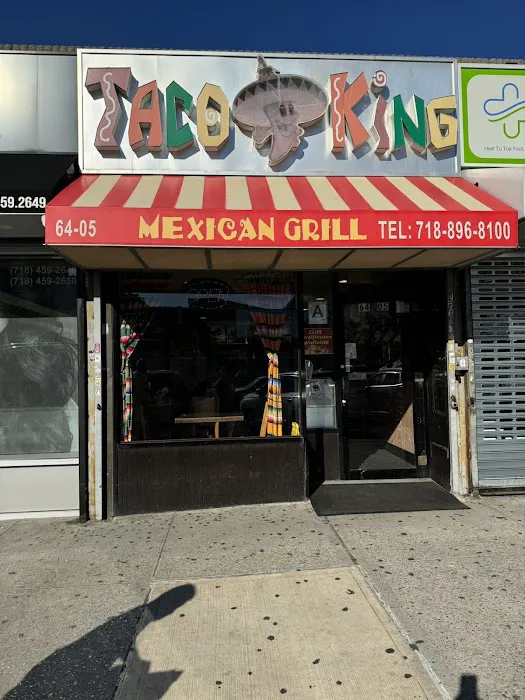 TACO KiNG
Heel To Toe Foot
59.2649
64-05 MEXICAN GRILL TEL: 718-896-8100
(718) 459-2650
A
64 05